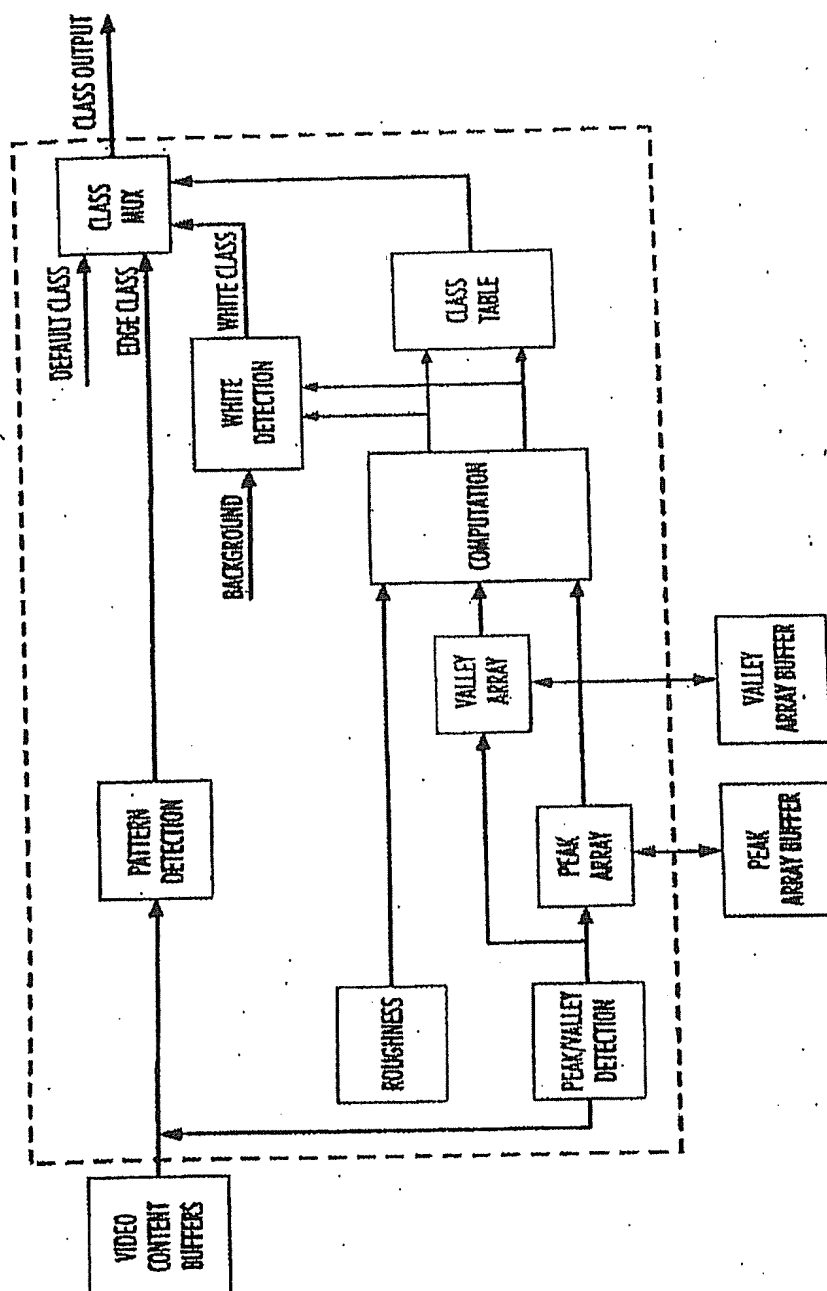 VIDEO
CONTENT
BUFFERS
PATTERN
DETECTION
DEFAULT CLASS
EDGE CLASS
CLASS
MUX
CLASS OUTPUT
BACKGROUND
WHITE
DETECTION
WHITE CLASS
ROUGHNESS
COMPUTATION
CLASS
TABLE
VALLEY
ARRAY
PEAK/VALLEY
DETECTION
PEAK
ARRAY
PEAK
ARRAY BUFFER
VALLEY
ARRAY BUFFER